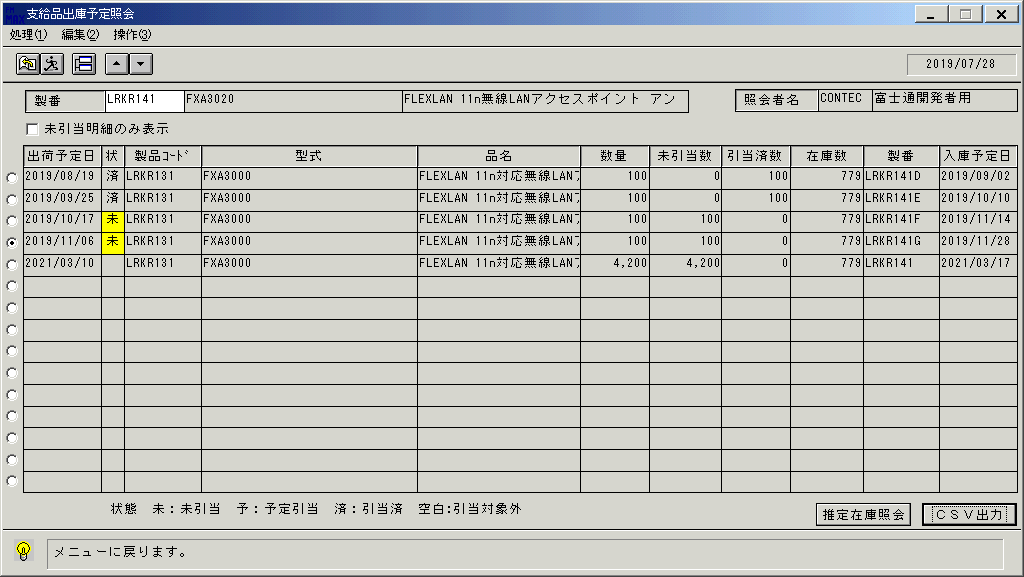 支給品出庫予定照会
処理(1) 編集(2) 操作(3)
2019/07/28
製番 LRKR141 FXA3020 FLEXLAN 11n無線LANアクセスポイント アン 照会者名 CONTEC 富士通開発者用
未引当明細のみ表示
出荷予定日 状 製品ｺｰﾄﾞ 型式 品名 数量 未引当数 引当済数 在庫数 製番 入庫予定日
2019/08/19 済 LRKR131 FXA3000 FLEXLAN 11n対応無線LANｱ 100 0 100 779 LRKR141D 2019/09/02
2019/09/25 済 LRKR131 FXA3000 FLEXLAN 11n対応無線LANｱ 100 0 100 779 LRKR141E 2019/10/10
2019/10/17 未 LRKR131 FXA3000 FLEXLAN 11n対応無線LANｱ 100 100 0 779 LRKR141F 2019/11/14
2019/11/06 未 LRKR131 FXA3000 FLEXLAN 11n対応無線LANｱ 100 100 0 779 LRKR141G 2019/11/28
2021/03/10 LRKR131 FXA3000 FLEXLAN 11n対応無線LANｱ 4,200 4,200 0 779 LRKR141 2021/03/17
状態 未：未引当 予：予定引当 済：引当済 空白:引当対象外
推定在庫照会 ＣＳＶ出力
メニューに戻ります。